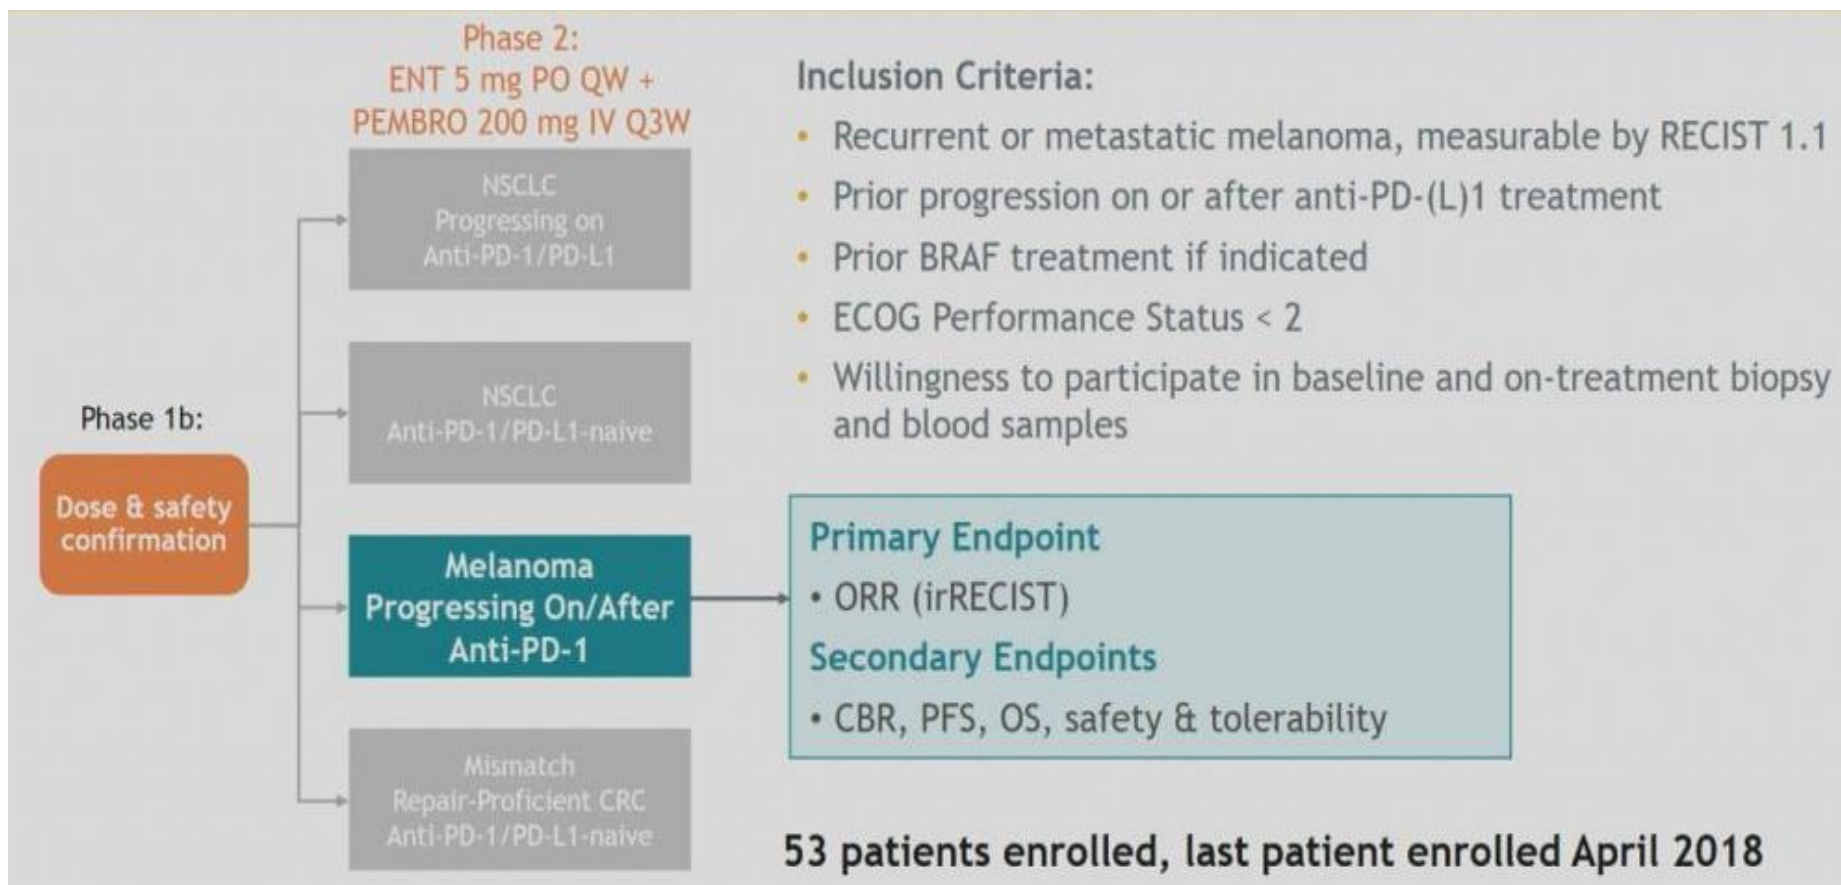 Phase 2:
ENT 5 mg PO QW +
PEMBRO 200 mg IV Q3W
NSCLC
Progressing on
Anti-PD-1/PD-L1
NSCLC
Anti-PD-1/PD-L1-naive
Phase 1b:
Dose & safety
confirmation
Melanoma
Progressing On/After
Anti-PD-1
Mismatch
Repair-Proficient CRC
Anti-PD-1/PD-L1-naive
Inclusion Criteria:
• Recurrent or metastatic melanoma, measurable by RECIST 1.1
• Prior progression on or after anti-PD-(L)1 treatment
• Prior BRAF treatment if indicated
• ECOG Performance Status < 2
• Willingness to participate in baseline and on-treatment biopsy
and blood samples
Primary Endpoint
• ORR (irRECIST)
Secondary Endpoints
• CBR, PFS, OS, safety & tolerability
53 patients enrolled, last patient enrolled April 2018